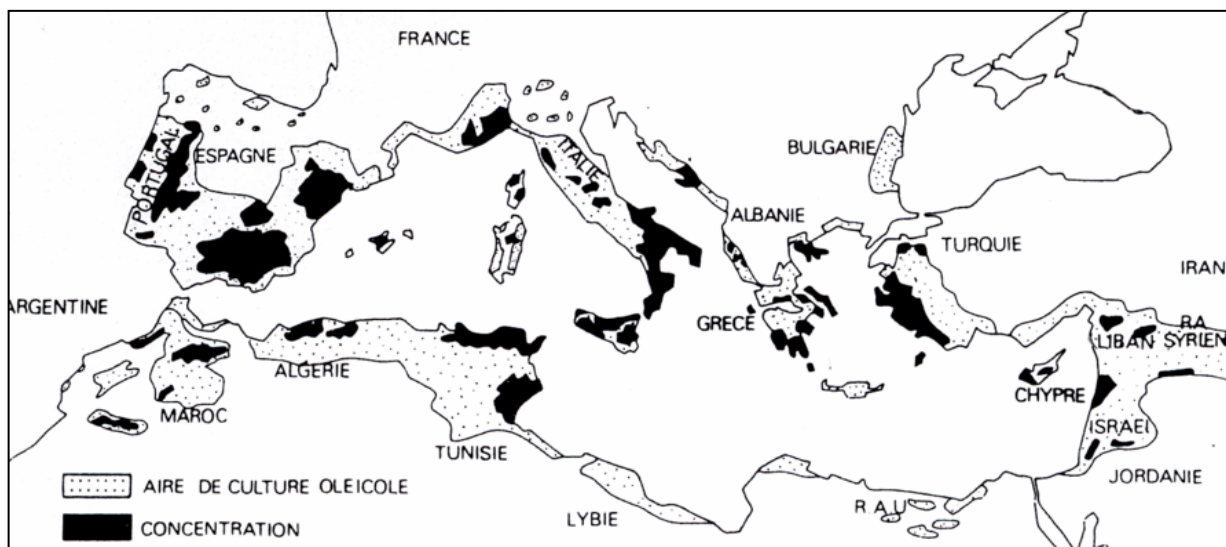 FRANCE
BULGARIE
PORTUGAL
ESPAGNE
ITALIE
ALBANIE
TURQUIE
IRAN
ARGENTINE
GRECE
R.A.
LIBAN SYRIEN
ALGERIE
CHYPRE
MAROC
ISRAEL
TUNISIE
JORDANIE
AIRE DE CULTURE OLEICOLE
LYBIE
R.A.U
CONCENTRATION